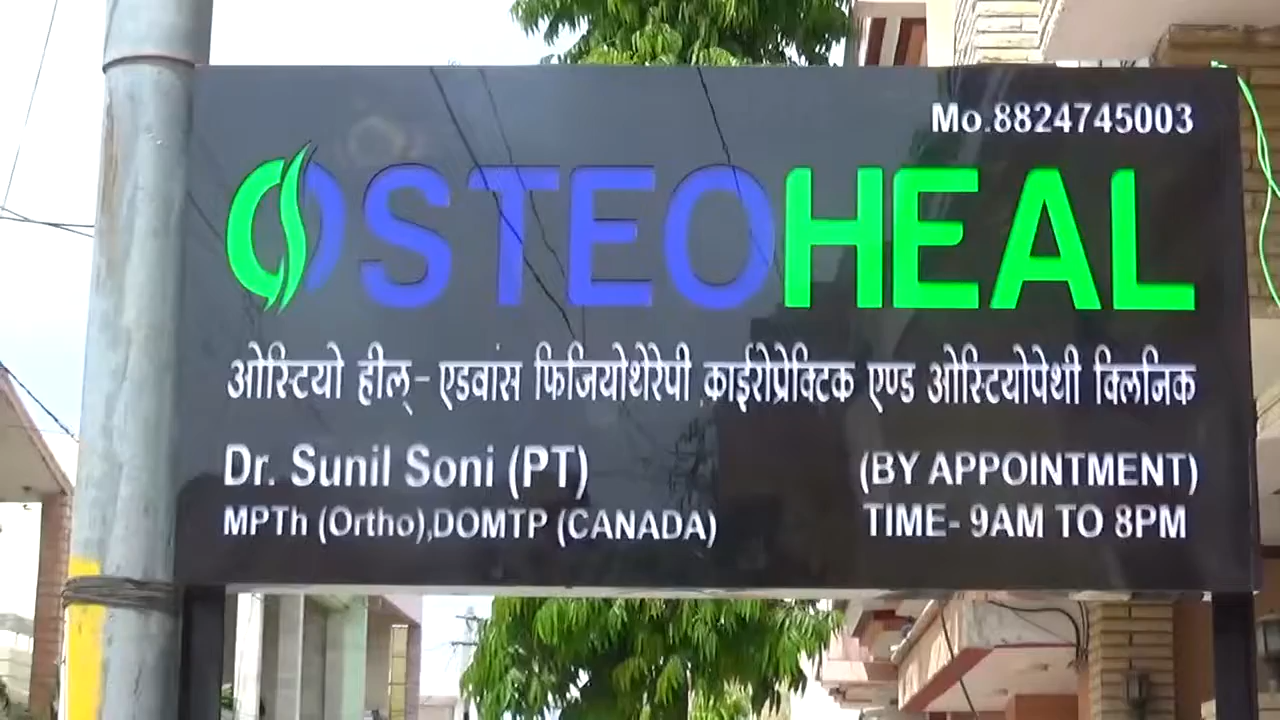 Mo.8824745003
OSTEOHEAL
ओस्टियो हील्- एडवांस फिजियोथेरेपी काईरोप्रेक्टिक एण्ड ओस्टियोपेथी क्लिनिक
Dr. Sunil Soni (PT)
(BY APPOINTMENT)
MPTh (Ortho),DOMTP (CANADA)
TIME- 9AM TO 8PM